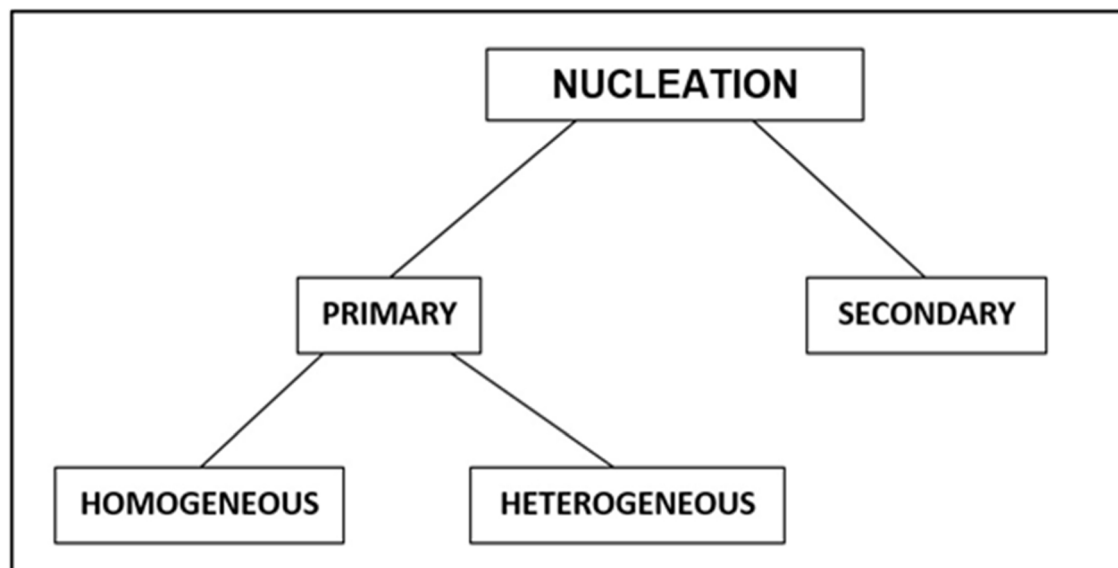 NUCLEATION
PRIMARY
SECONDARY
HOMOGENEOUS
HETEROGENEOUS